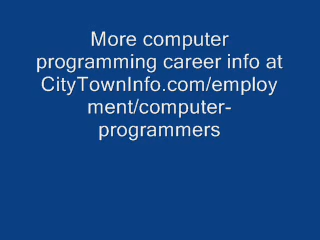 More computer
programming career info at
CityTownInfo.com/employ
ment/computer-
programmers